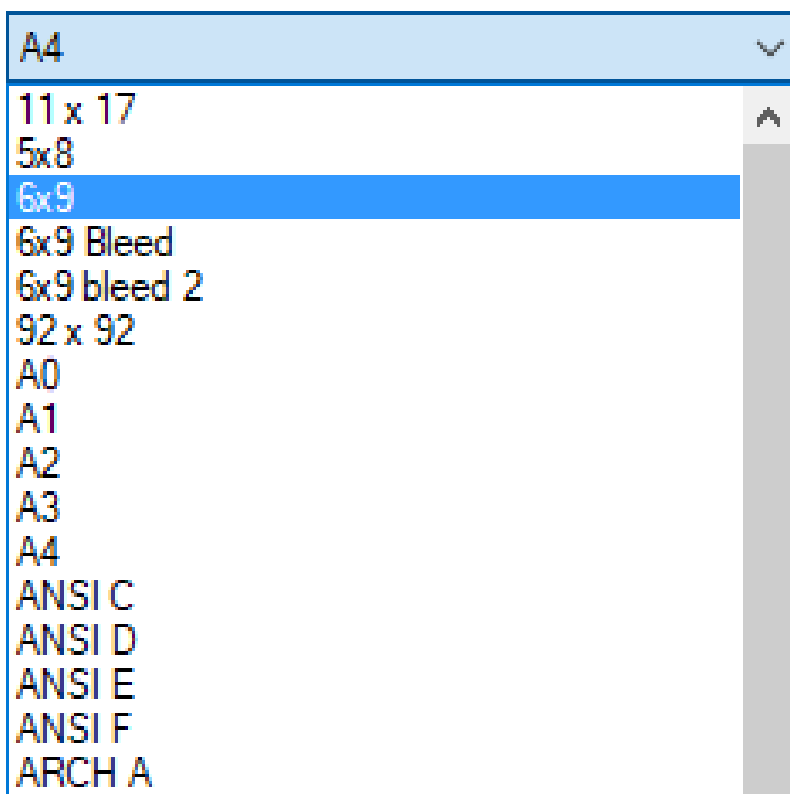 A4
11 x 17
5x8
6x9
6x9 Bleed
6x9 bleed 2
92 x 92
A0
A1
A2
A3
A4
ANSI C
ANSI D
ANSI E
ANSI F
ARCH A